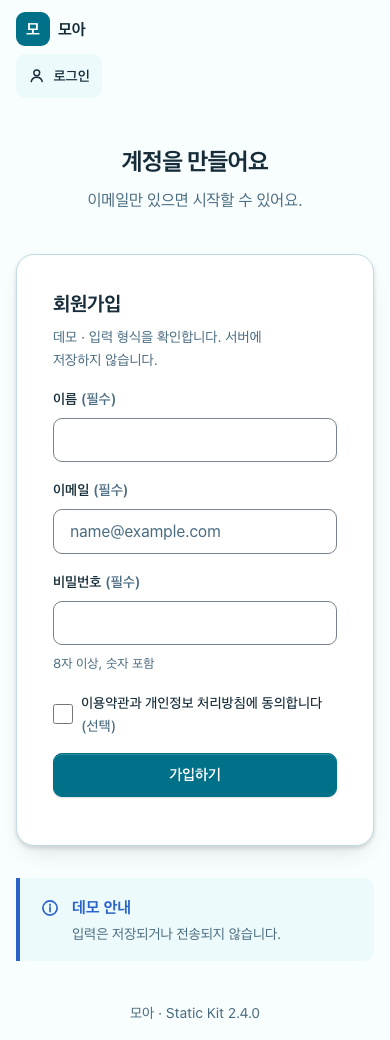 모 모아
로그인
계정을 만들어요
이메일만 있으면 시작할 수 있어요.
회원가입
데모 · 입력 형식을 확인합니다. 서버에
저장하지 않습니다.
이름 (필수)
이메일 (필수)
name@example.com
비밀번호 (필수)
8자 이상, 숫자 포함
이용약관과 개인정보 처리방침에 동의합니다
(선택)
가입하기
데모 안내
입력은 저장되거나 전송되지 않습니다.
모아 · Static Kit 2.4.0